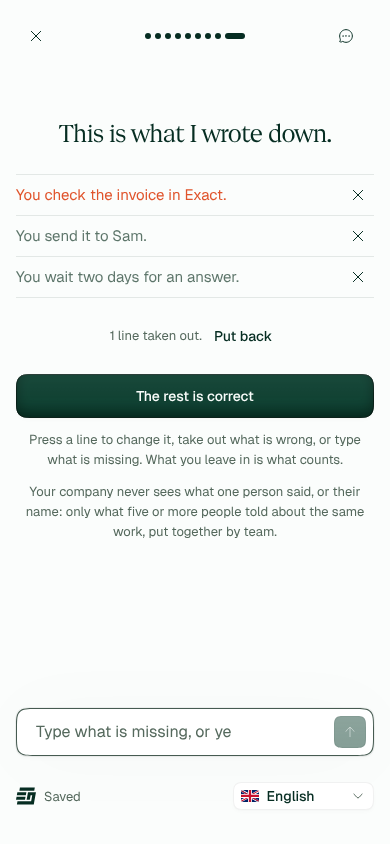 This is what I wrote down.
You check the invoice in Exact.
You send it to Sam.
You wait two days for an answer.
1 line taken out. Put back
The rest is correct
Press a line to change it, take out what is wrong, or type
what is missing. What you leave in is what counts.
Your company never sees what one person said, or their
name: only what five or more people told about the same
work, put together by team.
Type what is missing, or ye
Saved
English